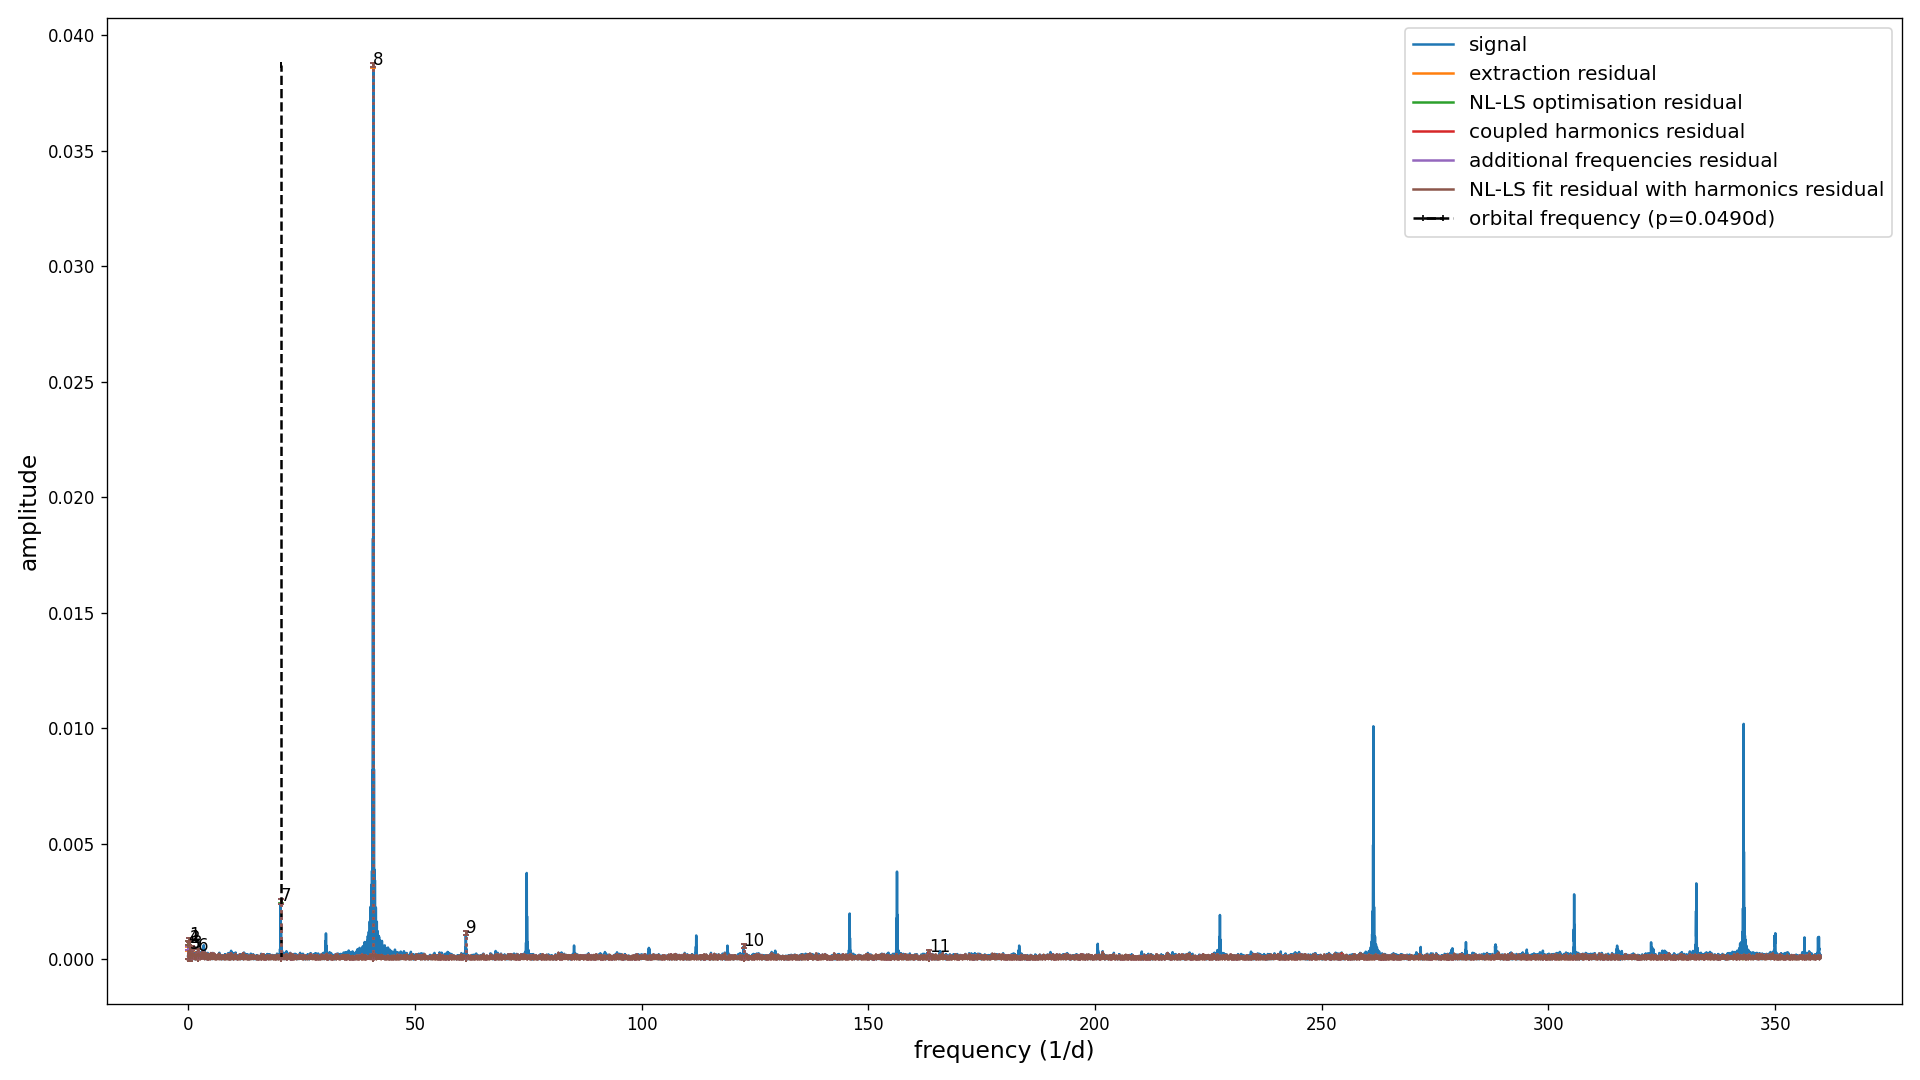 0.040
0.035
0.030
0.025
0.020
0.015
0.010
0.005
0.000
amplitude
8
7
9
10
11
1
6
signal
extraction residual
NL-LS optimisation residual
coupled harmonics residual
additional frequencies residual
NL-LS fit residual with harmonics residual
orbital frequency (p=0.0490d)
0 50 100 150 200 250 300 350
frequency (1/d)